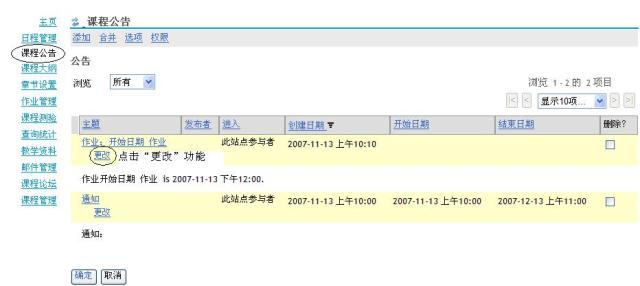 主页
日程管理
课程公告
课程大纲
章节设置
作业管理
课程测验
查询统计
教学资料
邮件管理
课程论坛
课程管理
课程公告
添加 合并 选项 权限
公告
浏览 所有
浏览 1 - 2的 2 项目
|< < 显示10项... > >|
主题 发布者 进入 创建日期 开始日期 结束日期 删除?
作业：开始日期 作业 此站点参与者 2007-11-13 上午10:10
更改 点击“更改”功能
作业开始日期 作业 is 2007-11-13 下午12:00.
通知 此站点参与者 2007-11-13 上午10:00 2007-11-13 上午10:00 2007-12-13 上午11:00
更改
通知：
确定 取消